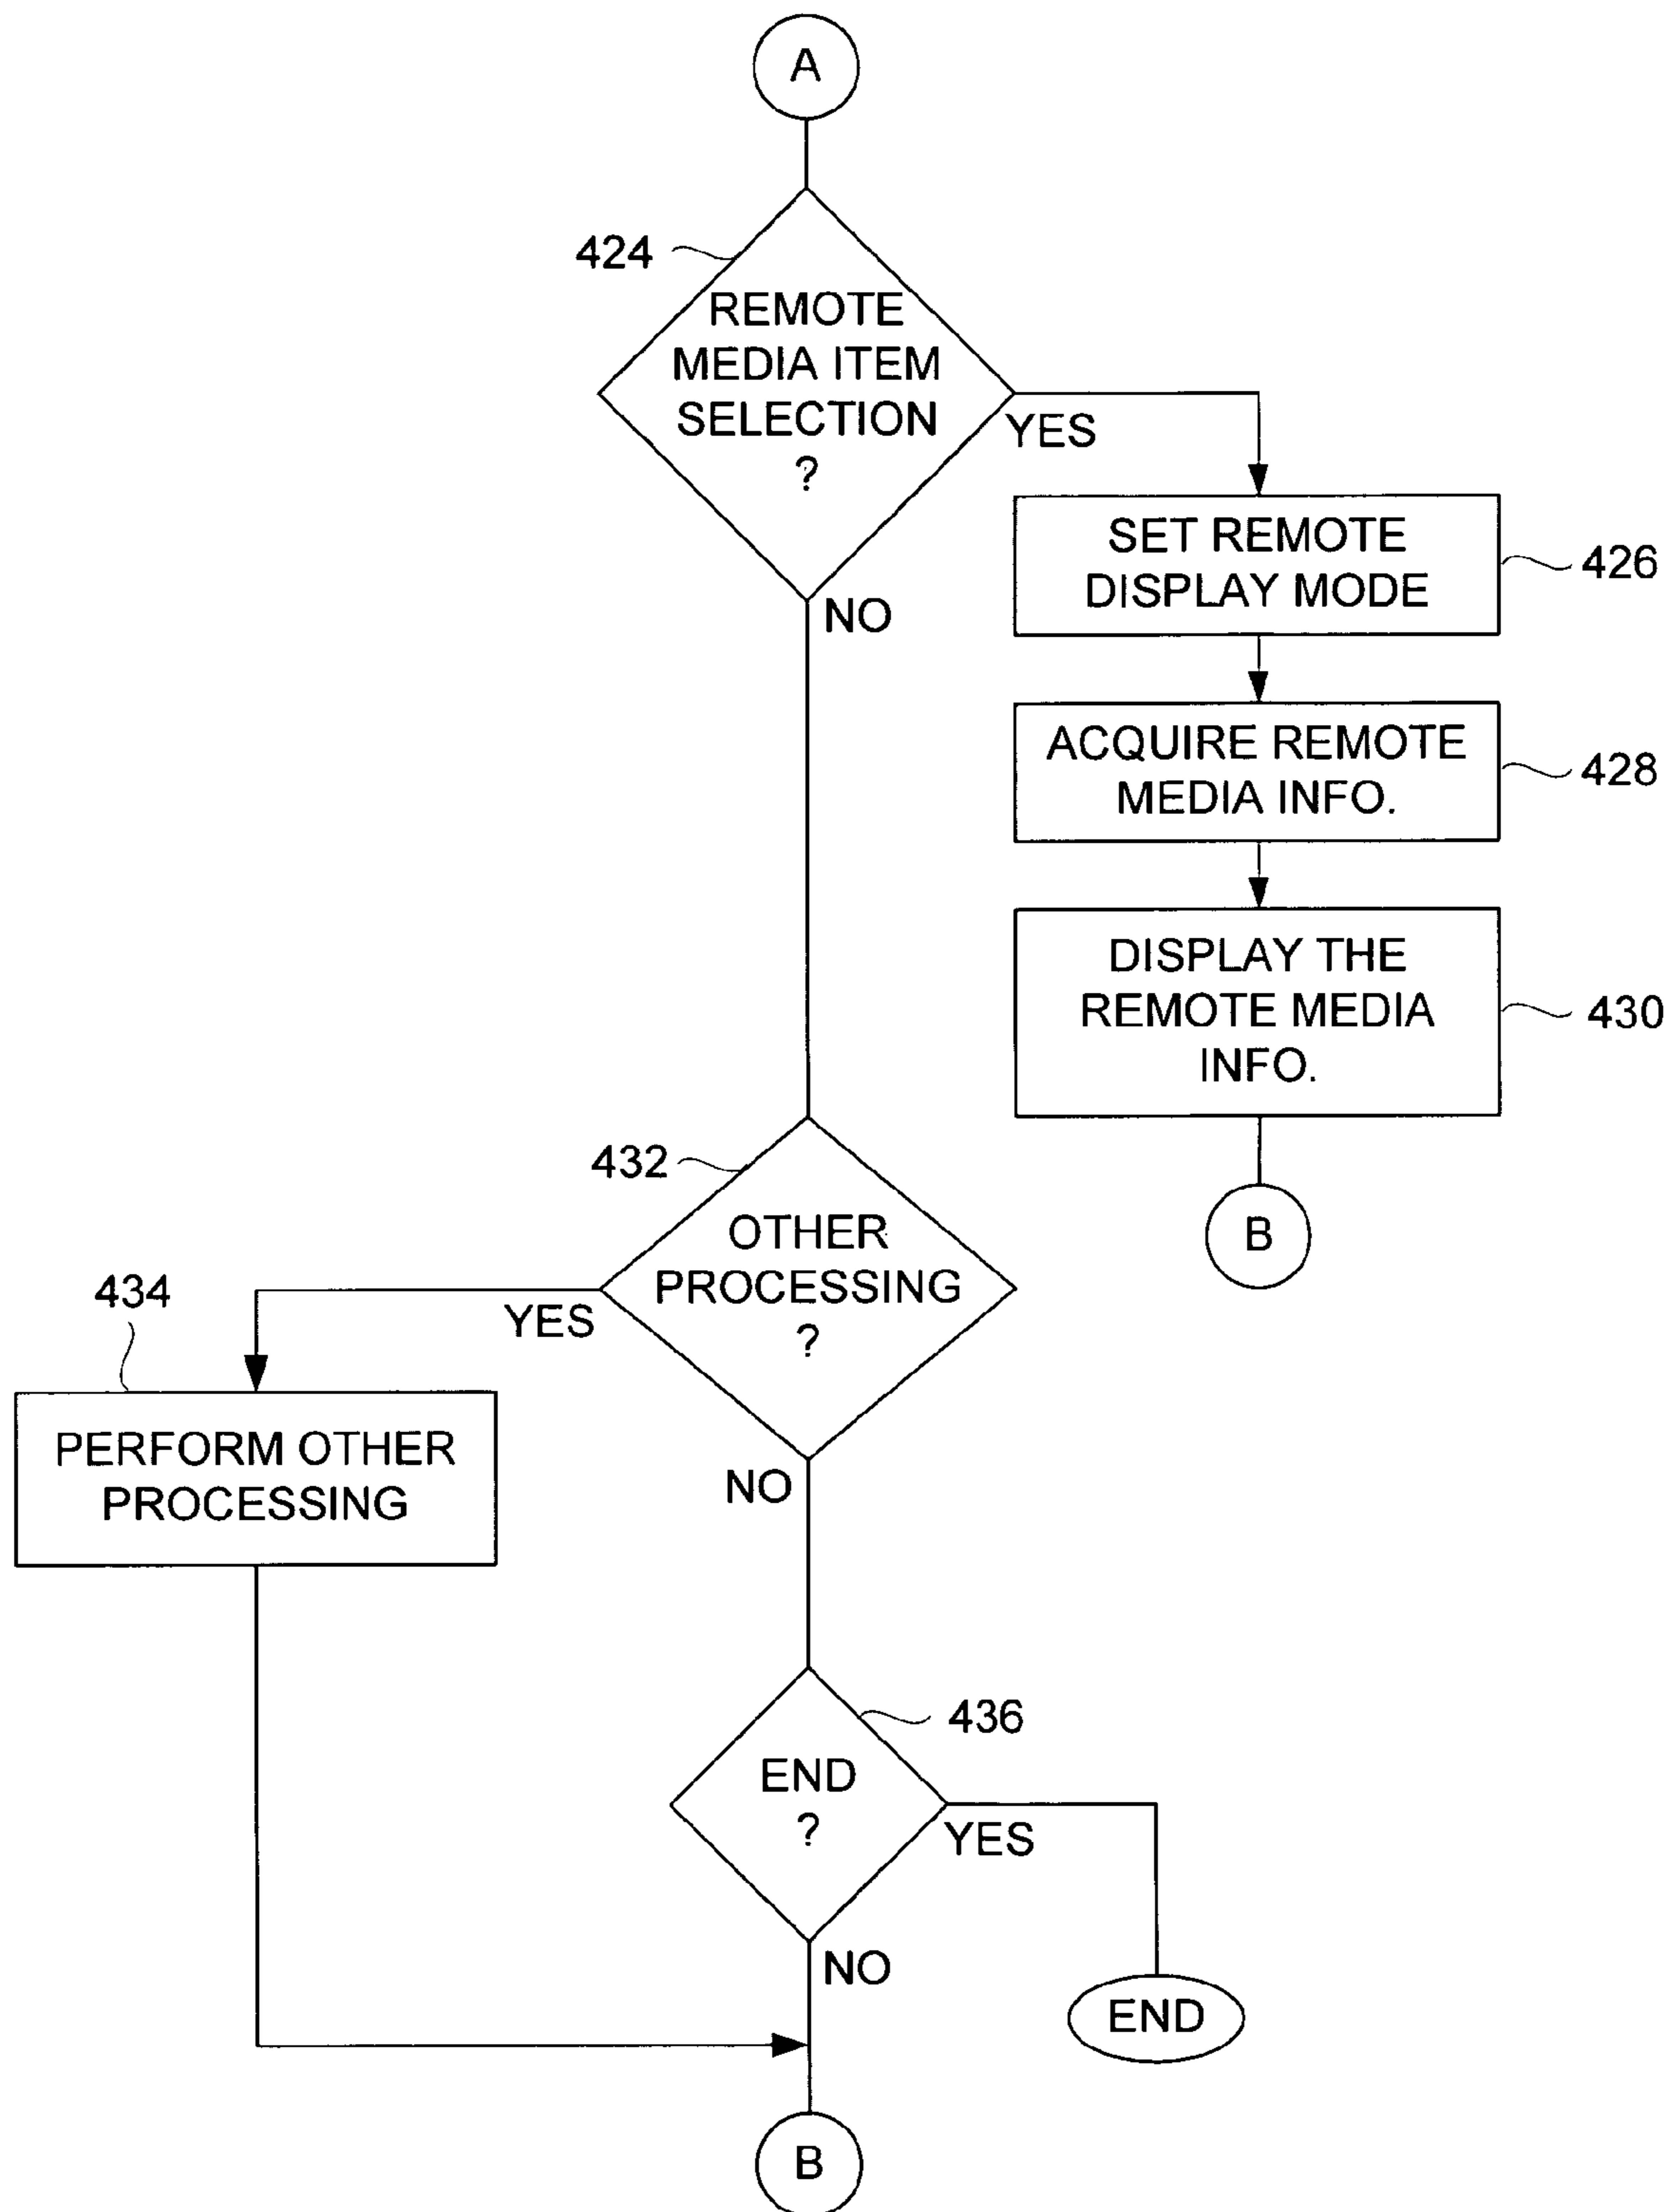 A
424
REMOTE
MEDIA ITEM
SELECTION
?
YES
NO
SET REMOTE
DISPLAY MODE
426
ACQUIRE REMOTE
MEDIA INFO.
428
DISPLAY THE
REMOTE MEDIA
INFO.
430
B
432
OTHER
PROCESSING
?
YES
NO
434
PERFORM OTHER
PROCESSING
436
END
?
YES
NO
END
B